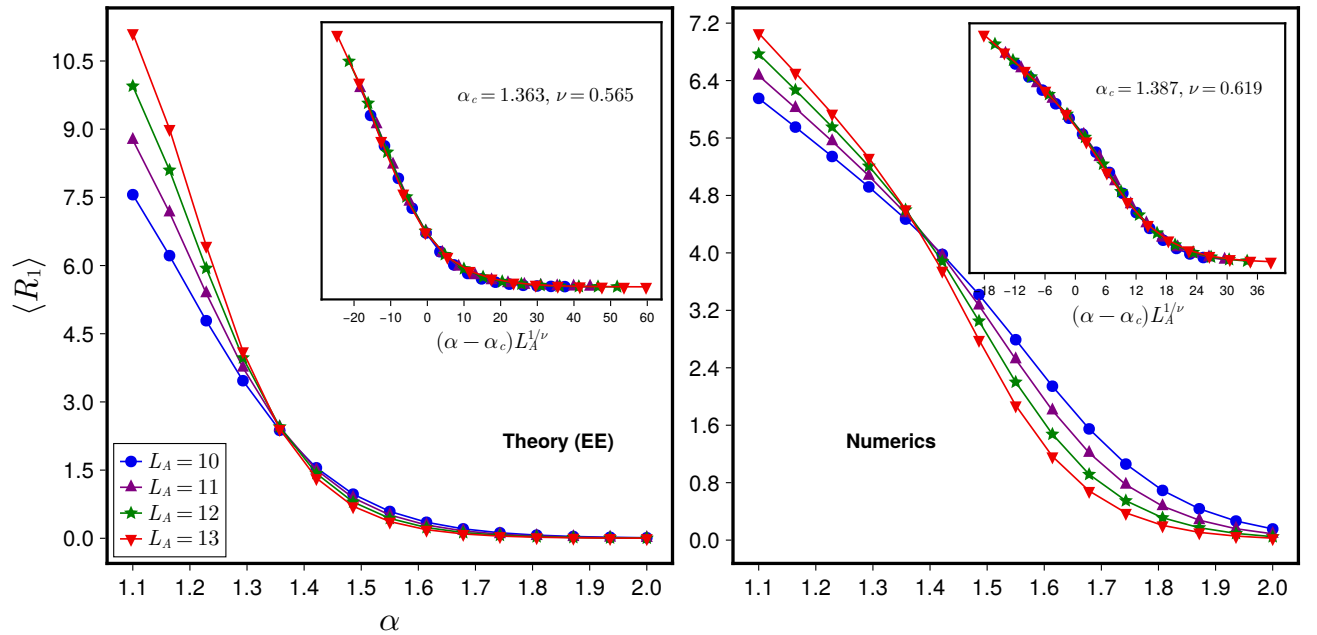 ⟨R₁⟩
10.5
9.0
7.5
6.0
4.5
3.0
1.5
0.0
1.1 1.2 1.3 1.4 1.5 1.6 1.7 1.8 1.9 2.0
α
α_c = 1.363, ν = 0.565
−20 −10 0 10 20 30 40 50 60
(α − α_c)L_A^{1/ν}
Theory (EE)
L_A = 10
L_A = 11
L_A = 12
L_A = 13
7.2
6.4
5.6
4.8
4.0
3.2
2.4
1.6
0.8
0.0
1.1 1.2 1.3 1.4 1.5 1.6 1.7 1.8 1.9 2.0
α_c = 1.387, ν = 0.619
-18 -12 -6 0 6 12 18 24 30 36
(α − α_c)L_A^{1/ν}
Numerics